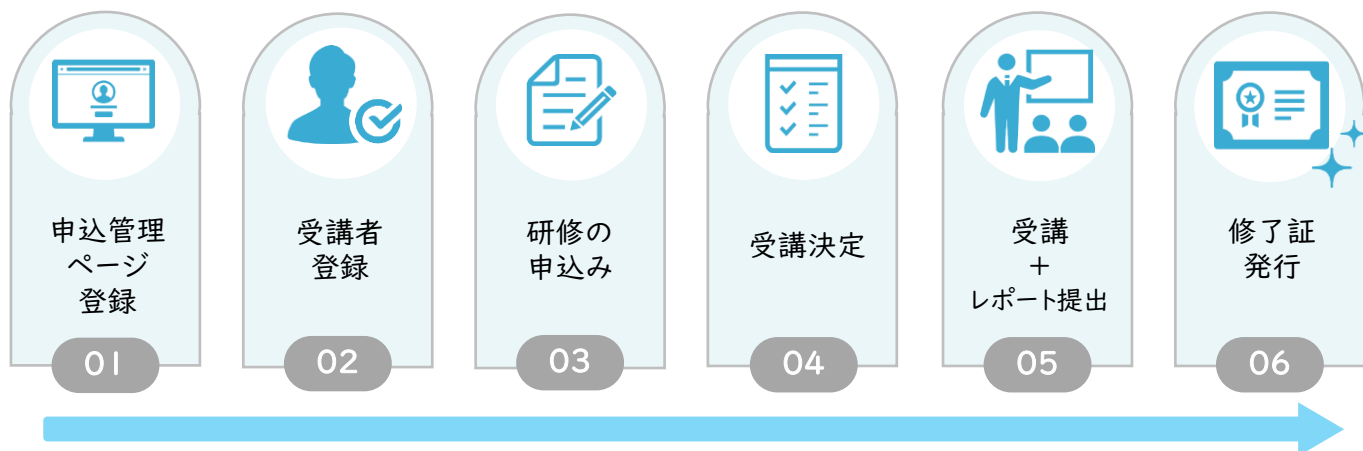 申込管理
ページ
登録
01
受講者
登録
02
研修の
申込み
03
受講決定
04
受講
+
レポート提出
05
修了証
発行
06